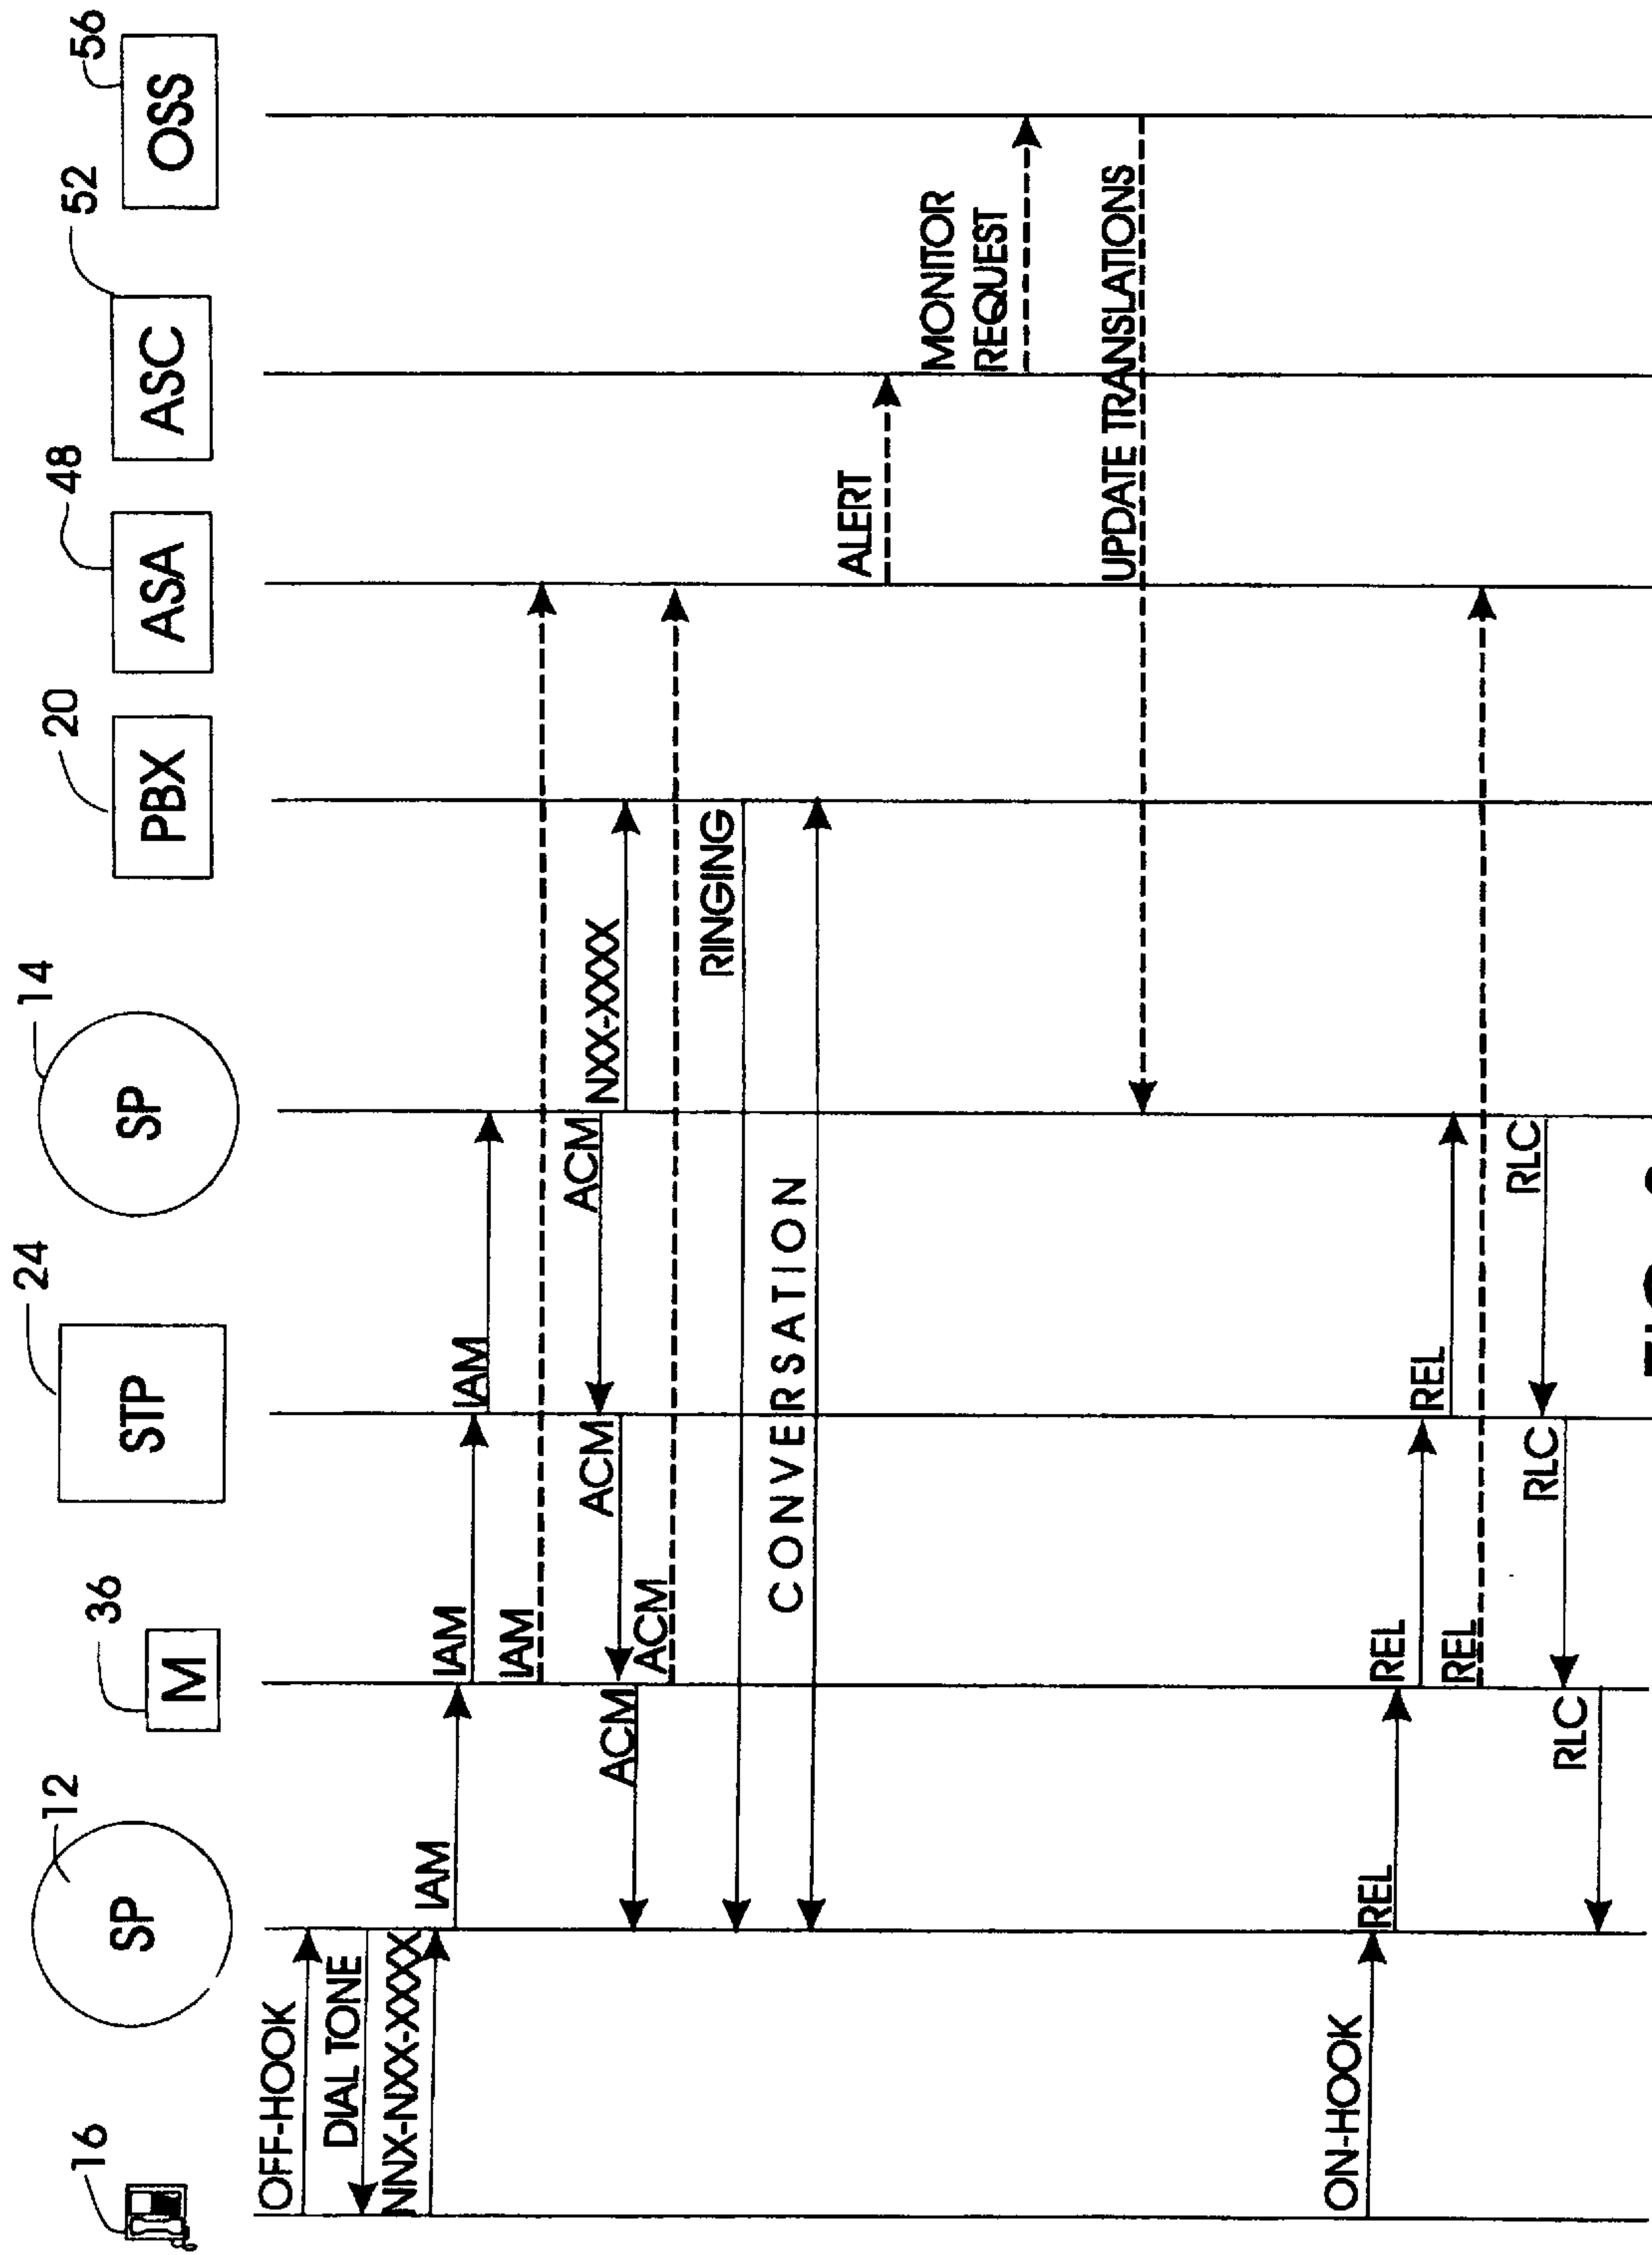 16
12
36
24
14
20
48
52
56
SP
M
STP
SP
PBX
ASA
ASC
OSS
OFF-HOOK
DIAL TONE
NNX-NXX-XXXX
IAM
IAM
IAM
IAM
ACM
NXX-XXXX
ACM
ACM
ACM
RINGING
CONVERSATION
ALERT
MONITOR
REQUEST
UPDATE TRANSLATIONS
ON-HOOK
REL
REL
REL
REL
RLC
RLC
RLC